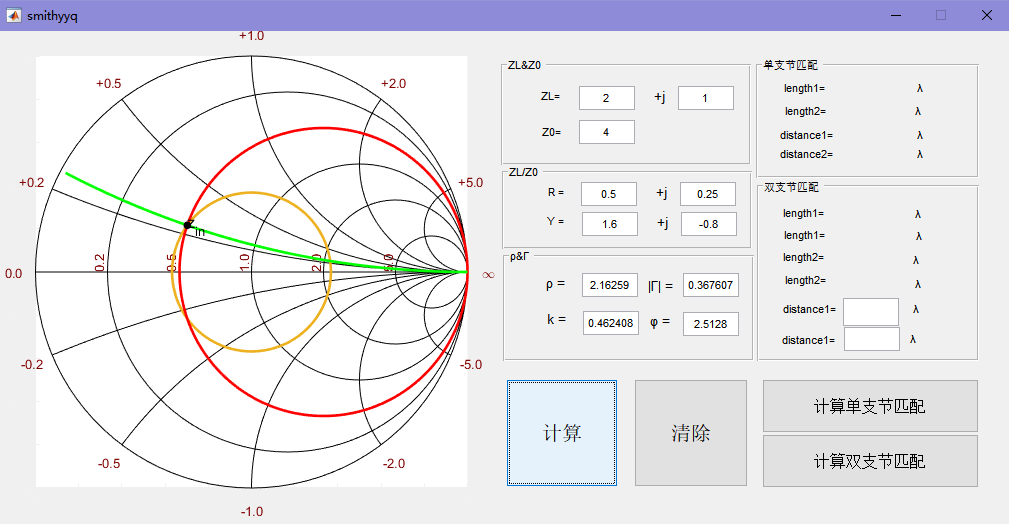 smithyyq
+1.0
+0.5
+2.0
+0.2
+5.0
0.0
0.2
0.5
1.0
2.0
5.0
∞
Zin
-0.2
-5.0
-0.5
-2.0
-1.0
ZL&Z0
ZL= 2 +j 1
Z0= 4
ZL/Z0
R = 0.5 +j 0.25
Y = 1.6 +j -0.8
ρ&Γ
ρ = 2.16259 |Γ| = 0.367607
k = 0.462408 φ = 2.5128
计算
清除
单支节匹配
length1= λ
length2= λ
distance1= λ
distance2= λ
双支节匹配
length1= λ
length1= λ
length2= λ
length2= λ
distance1= λ
distance1= λ
计算单支节匹配
计算双支节匹配